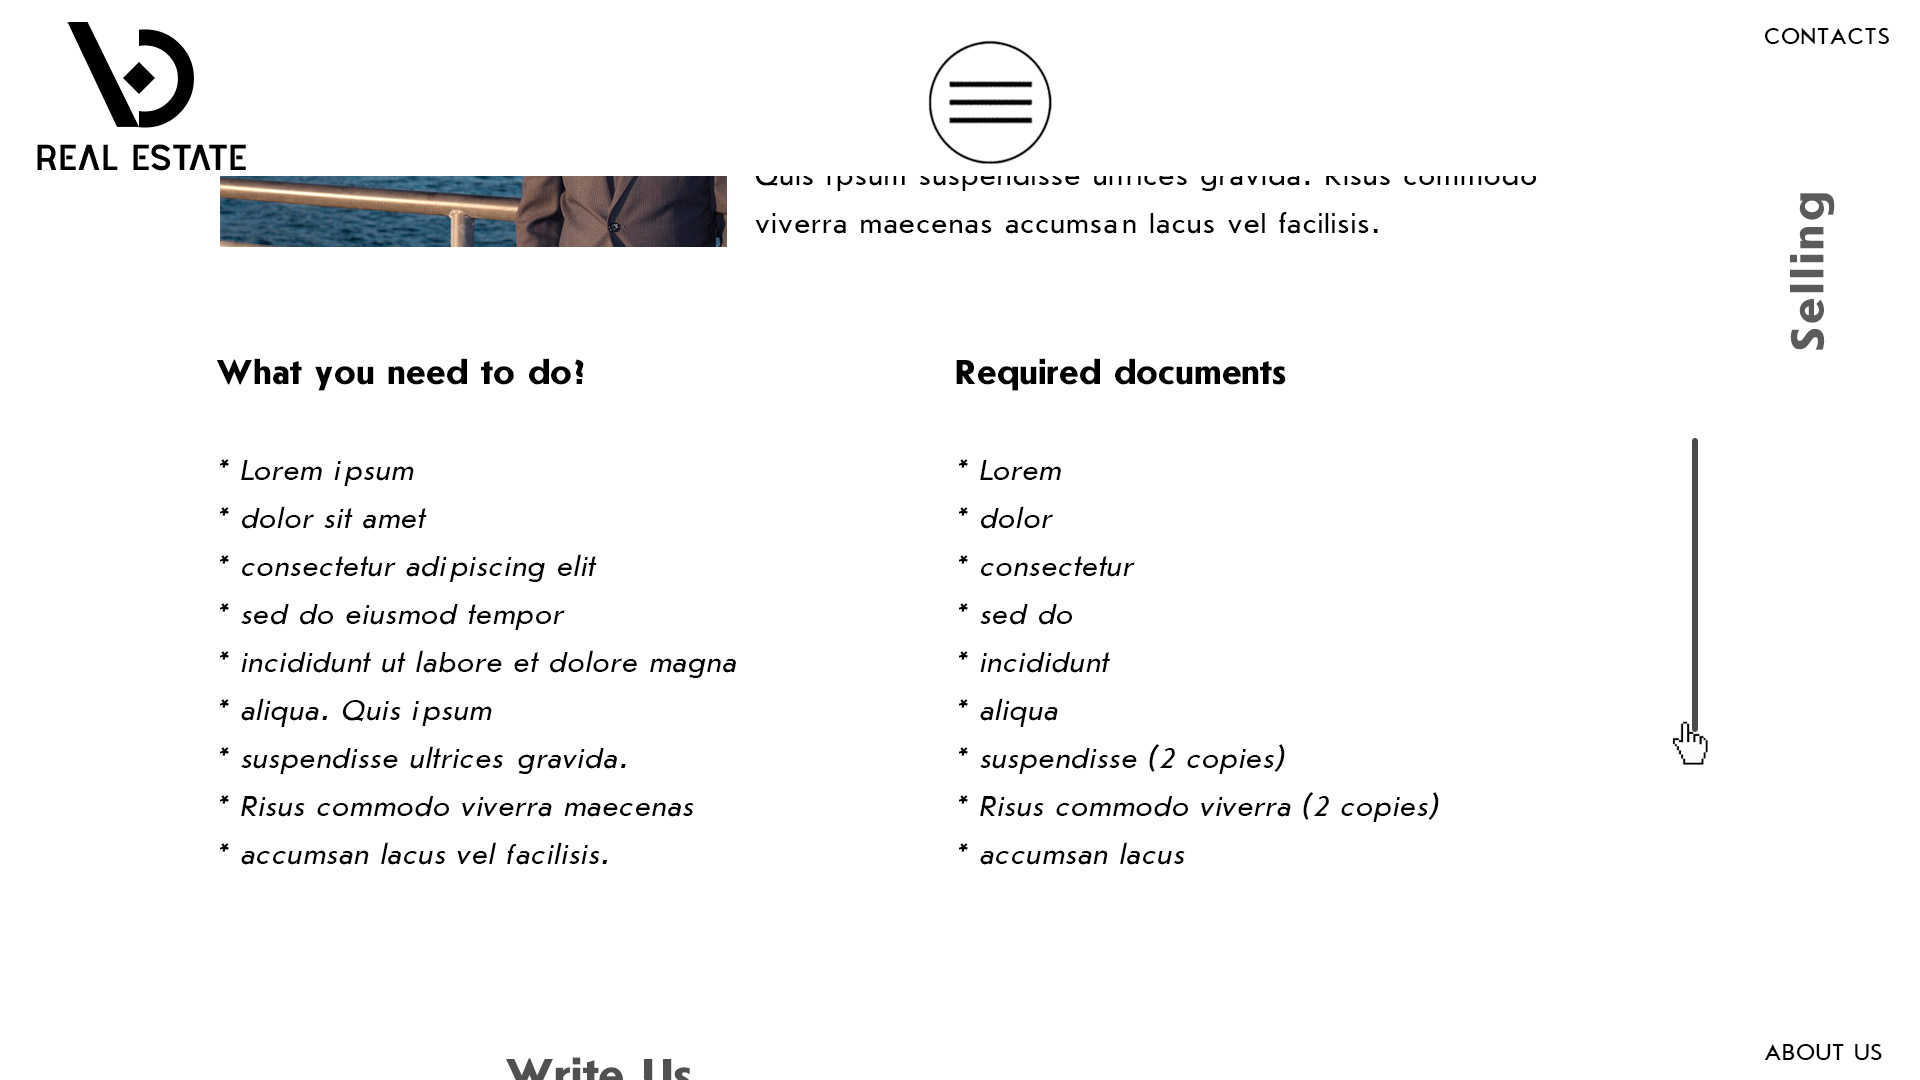 CONTACTS
REAL ESTATE
Quis ipsum suspendisse ultrices gravida. Risus commodo
viverra maecenas accumsan lacus vel facilisis.
Selling
What you need to do?
* Lorem ipsum
* dolor sit amet
* consectetur adipiscing elit
* sed do eiusmod tempor
* incididunt ut labore et dolore magna
* aliqua. Quis ipsum
* suspendisse ultrices gravida.
* Risus commodo viverra maecenas
* accumsan lacus vel facilisis.
Required documents
* Lorem
* dolor
* consectetur
* sed do
* incididunt
* aliqua
* suspendisse (2 copies)
* Risus commodo viverra (2 copies)
* accumsan lacus
Write Us
ABOUT US